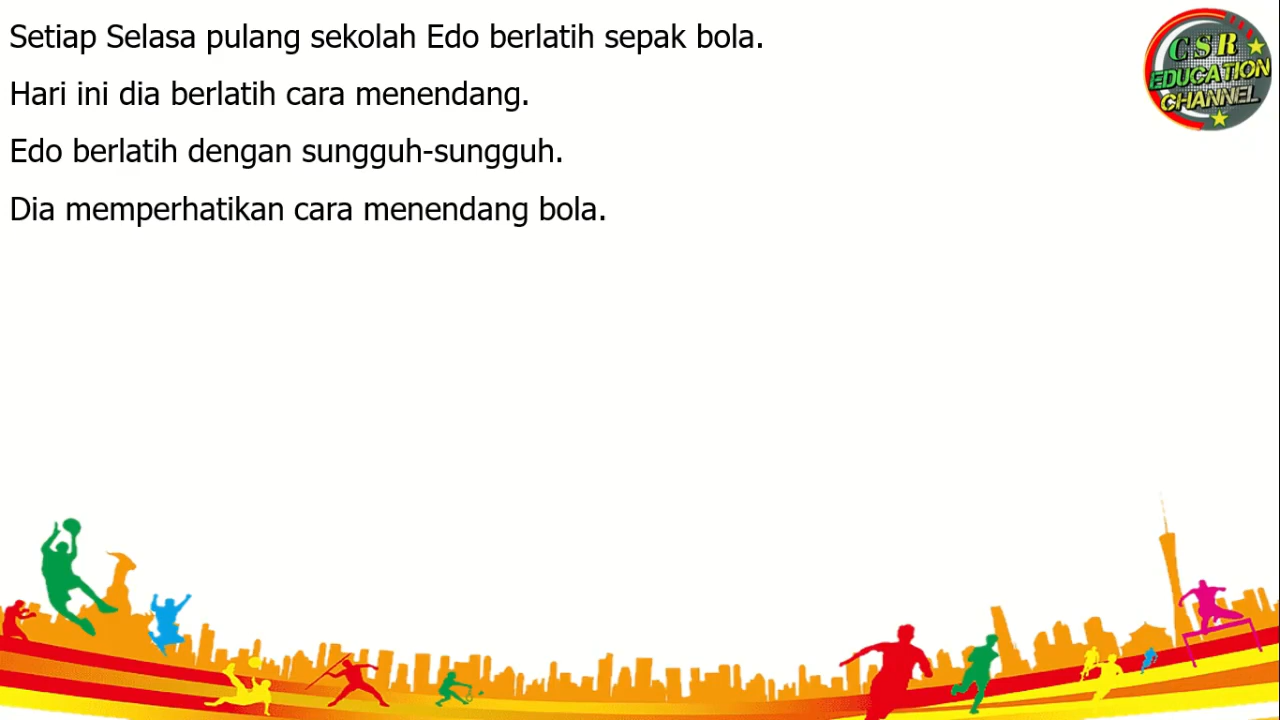 Setiap Selasa pulang sekolah Edo berlatih sepak bola.
Hari ini dia berlatih cara menendang.
Edo berlatih dengan sungguh-sungguh.
Dia memperhatikan cara menendang bola.
CSR
EDUCATION
CHANNEL